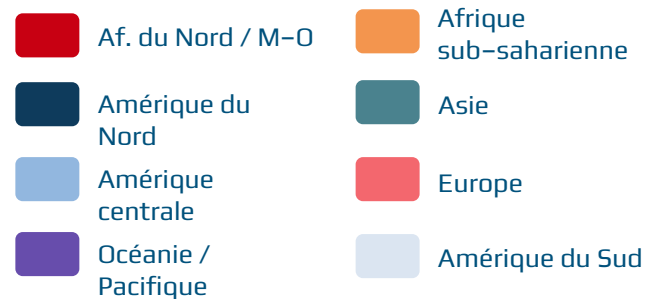 Af. du Nord / M–O
Afrique
sub–saharienne
Amérique du
Nord
Asie
Amérique
centrale
Europe
Océanie /
Pacifique
Amérique du Sud